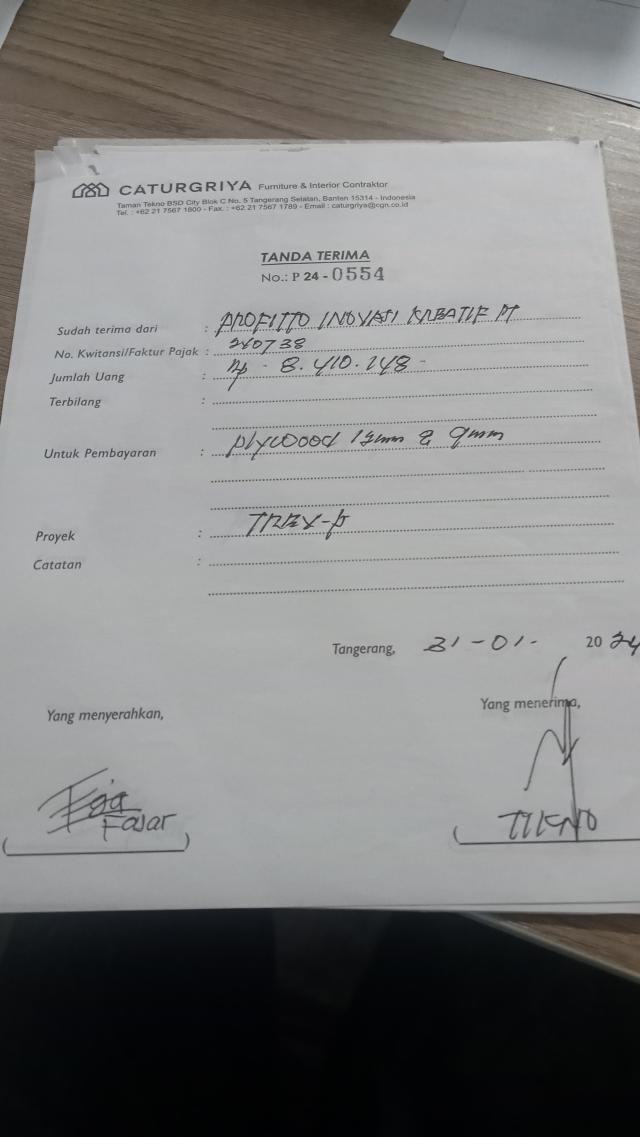 CATURGRIYA Furniture & Interior Contraktor
Taman Tekno BSD City Blok C No. 5 Tangerang Selatan, Banten 15314 - Indonesia
Tel. : +62 21 7567 1800 - Fax. : +62 21 7567 1789 - Email : caturgriya@cgn.co.id
TANDA TERIMA
No.: P 24 - 0554
Sudah terima dari : PROFITTO INOVASI KREATIF PT
No. Kwitansi/Faktur Pajak : 240738
Jumlah Uang : Rp - 8.410.248 -
Terbilang :
Untuk Pembayaran : plywood 15mm & 9mm
Proyek :
Catatan :
Tangerang, 31-01- 2024
Yang menyerahkan,
Yang menerima,
Fajar
( )
(